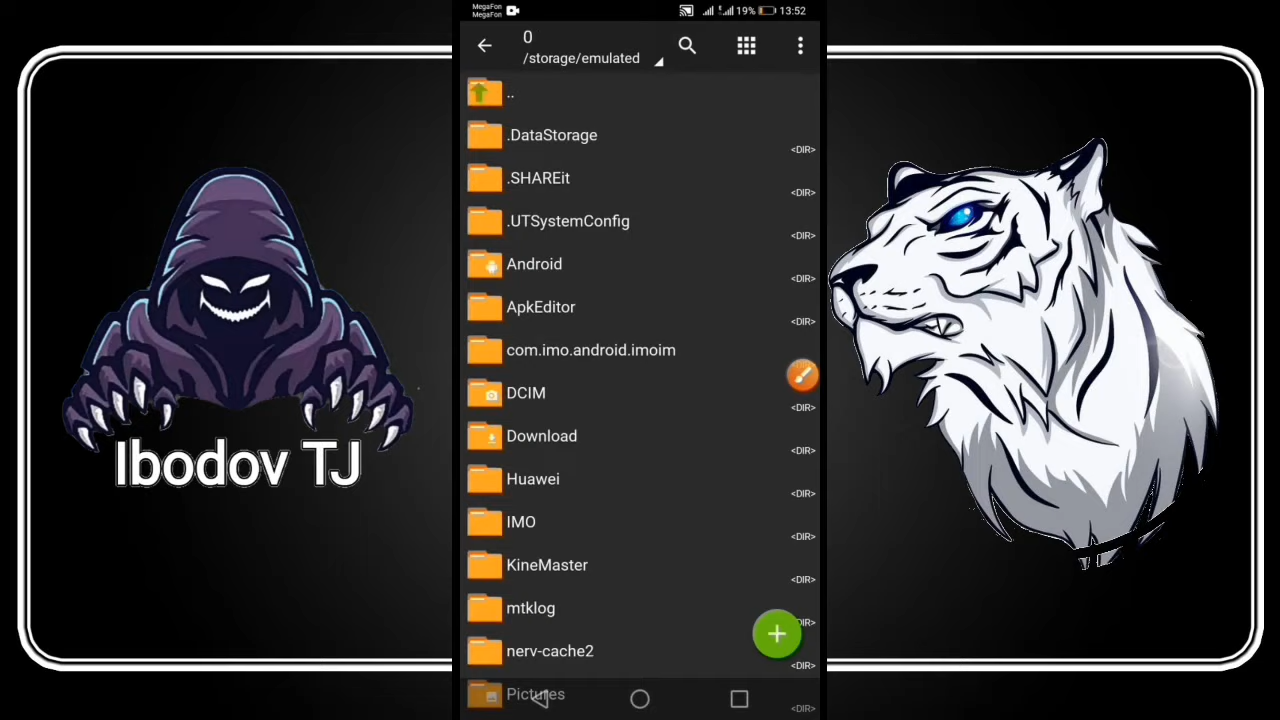 MegaFon
MegaFon
19% 13:52
0
/storage/emulated
..
.DataStorage
<DIR>
.SHAREit
<DIR>
.UTSystemConfig
<DIR>
Android
<DIR>
ApkEditor
<DIR>
com.imo.android.imoim
DCIM
<DIR>
Download
<DIR>
Huawei
<DIR>
IMO
<DIR>
KineMaster
<DIR>
mtklog
DIR>
nerv-cache2
<DIR>
Pictures
<DIR>
Ibodov TJ